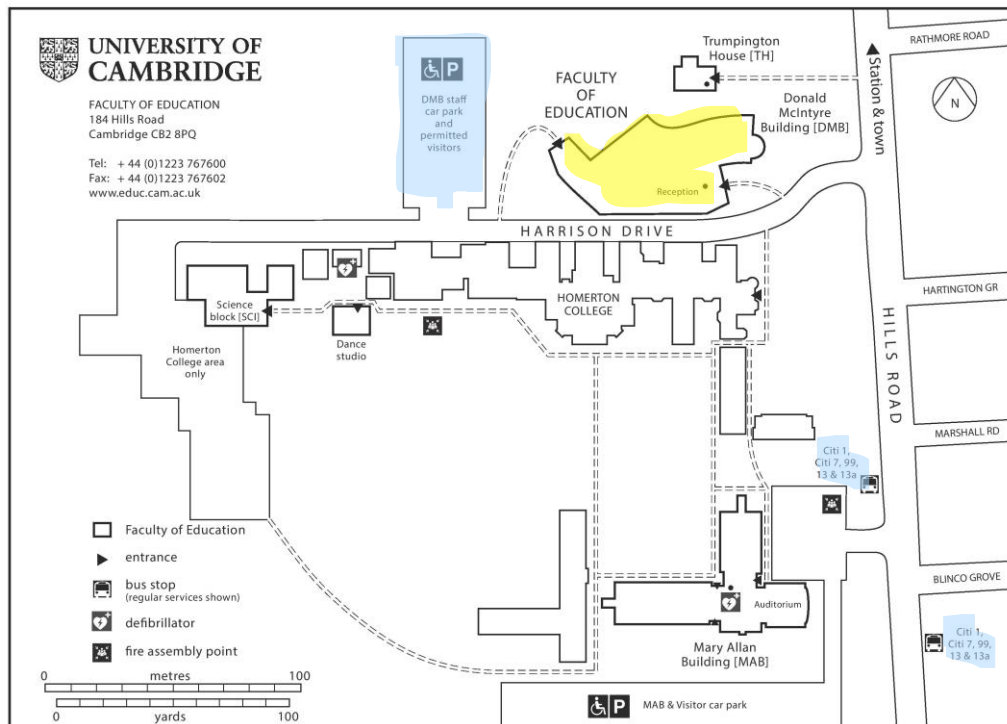 UNIVERSITY OF
CAMBRIDGE
FACULTY OF EDUCATION
184 Hills Road
Cambridge CB2 8PQ
Tel: + 44 (0)1223 767600
Fax: + 44 (0)1223 767602
www.educ.cam.ac.uk
P
DMB staff
car park
and
permitted
visitors
FACULTY
OF
EDUCATION
Trumpington
House [TH]
Donald
McIntyre
Building [DMB]
Reception
Station & town
RATHMORE ROAD
N
HARRISON DRIVE
HOMERTON
COLLEGE
Science
block [SCI]
Dance
studio
Homerton
College area
only
HARTINGTON GR
HILLS ROAD
MARSHALL RD
Citi 1,
Citi 7, 99,
13 & 13a
BLINCO GROVE
Citi 1,
Citi 7, 99,
13 & 13a
Auditorium
Mary Allan
Building [MAB]
P
MAB & Visitor car park
Faculty of Education
entrance
bus stop
(regular services shown)
defibrillator
fire assembly point
0 metres 100
0 yards 100